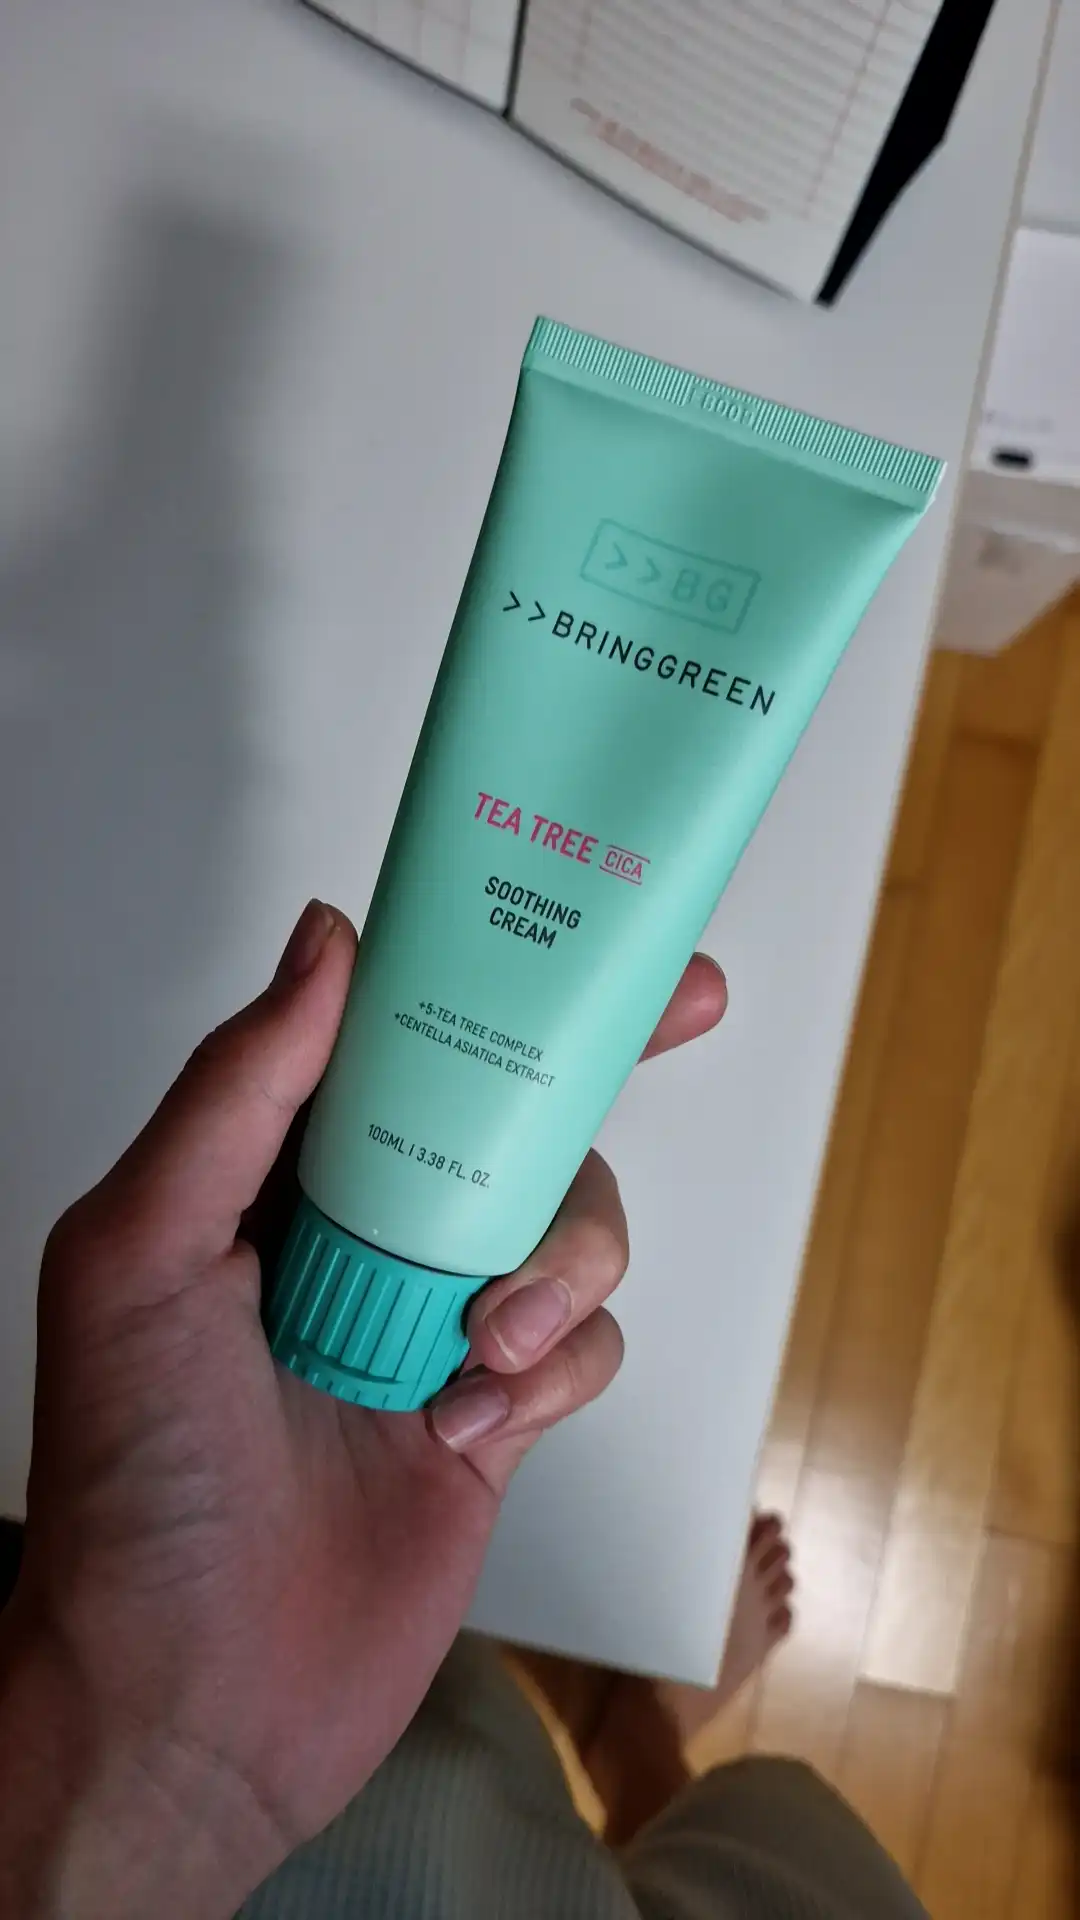 >>BG
>>BRINGGREEN
TEA TREE CICA
SOOTHING
CREAM
+5-TEA TREE COMPLEX
+CENTELLA ASIATICA EXTRACT
100ML I 3.38 FL. OZ.